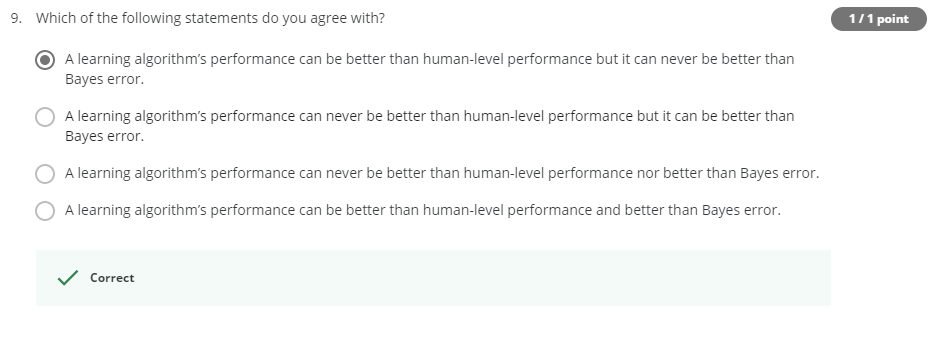 9. Which of the following statements do you agree with?
1 / 1 point
A learning algorithm's performance can be better than human-level performance but it can never be better than
Bayes error.
A learning algorithm's performance can never be better than human-level performance but it can be better than
Bayes error.
A learning algorithm's performance can never be better than human-level performance nor better than Bayes error.
A learning algorithm's performance can be better than human-level performance and better than Bayes error.
Correct